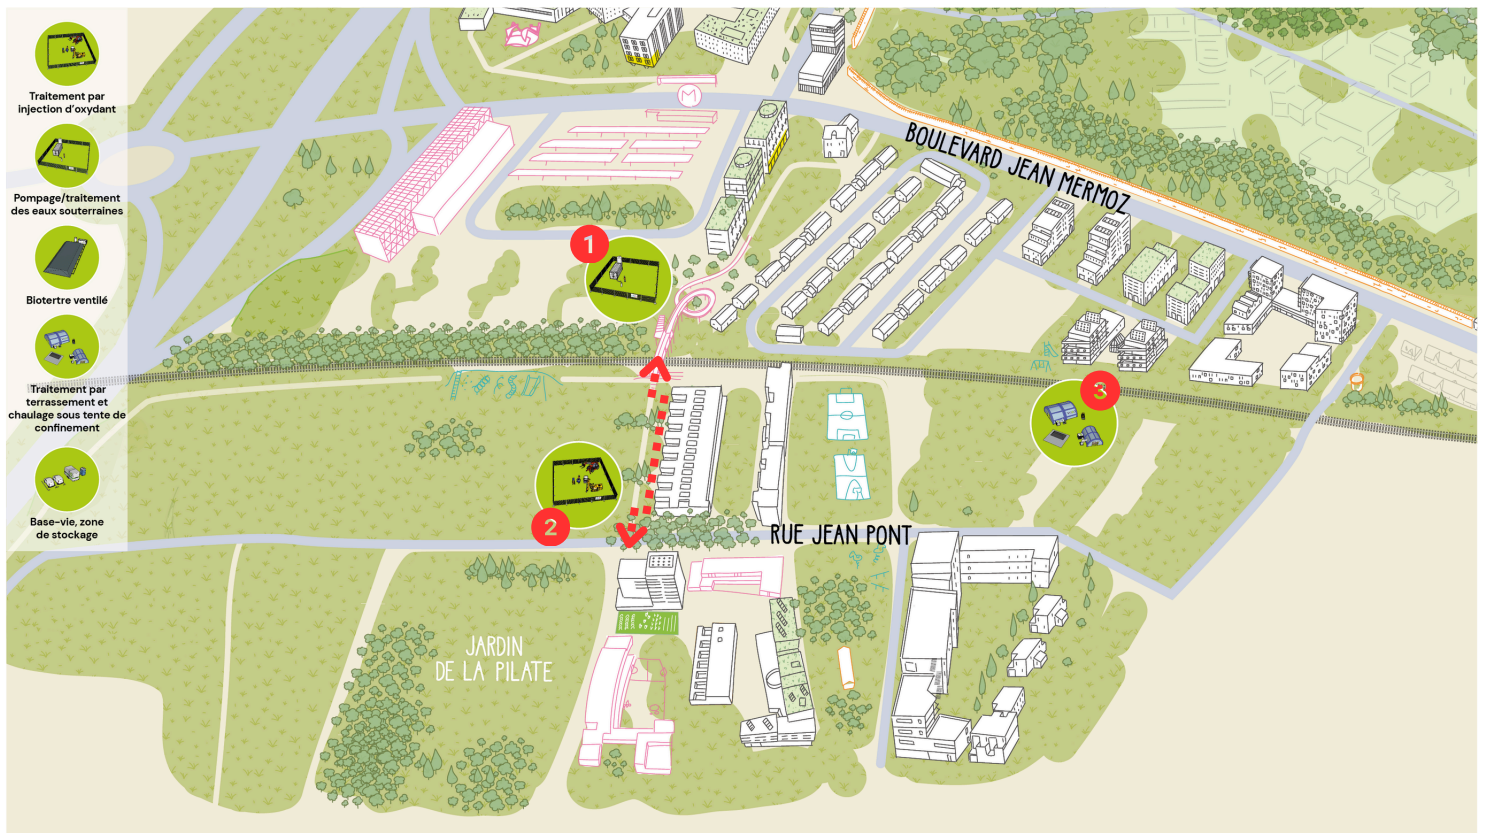 Traitement par
injection d'oxydant
Pompage/traitement
des eaux souterraines
Biotertre ventilé
Traitement par
terrassement et
chaulage sous tente de
confinement
Base-vie, zone
de stockage
M
BOULEVARD JEAN MERMOZ
1
3
2
RUE JEAN PONT
JARDIN
DE LA PILATE